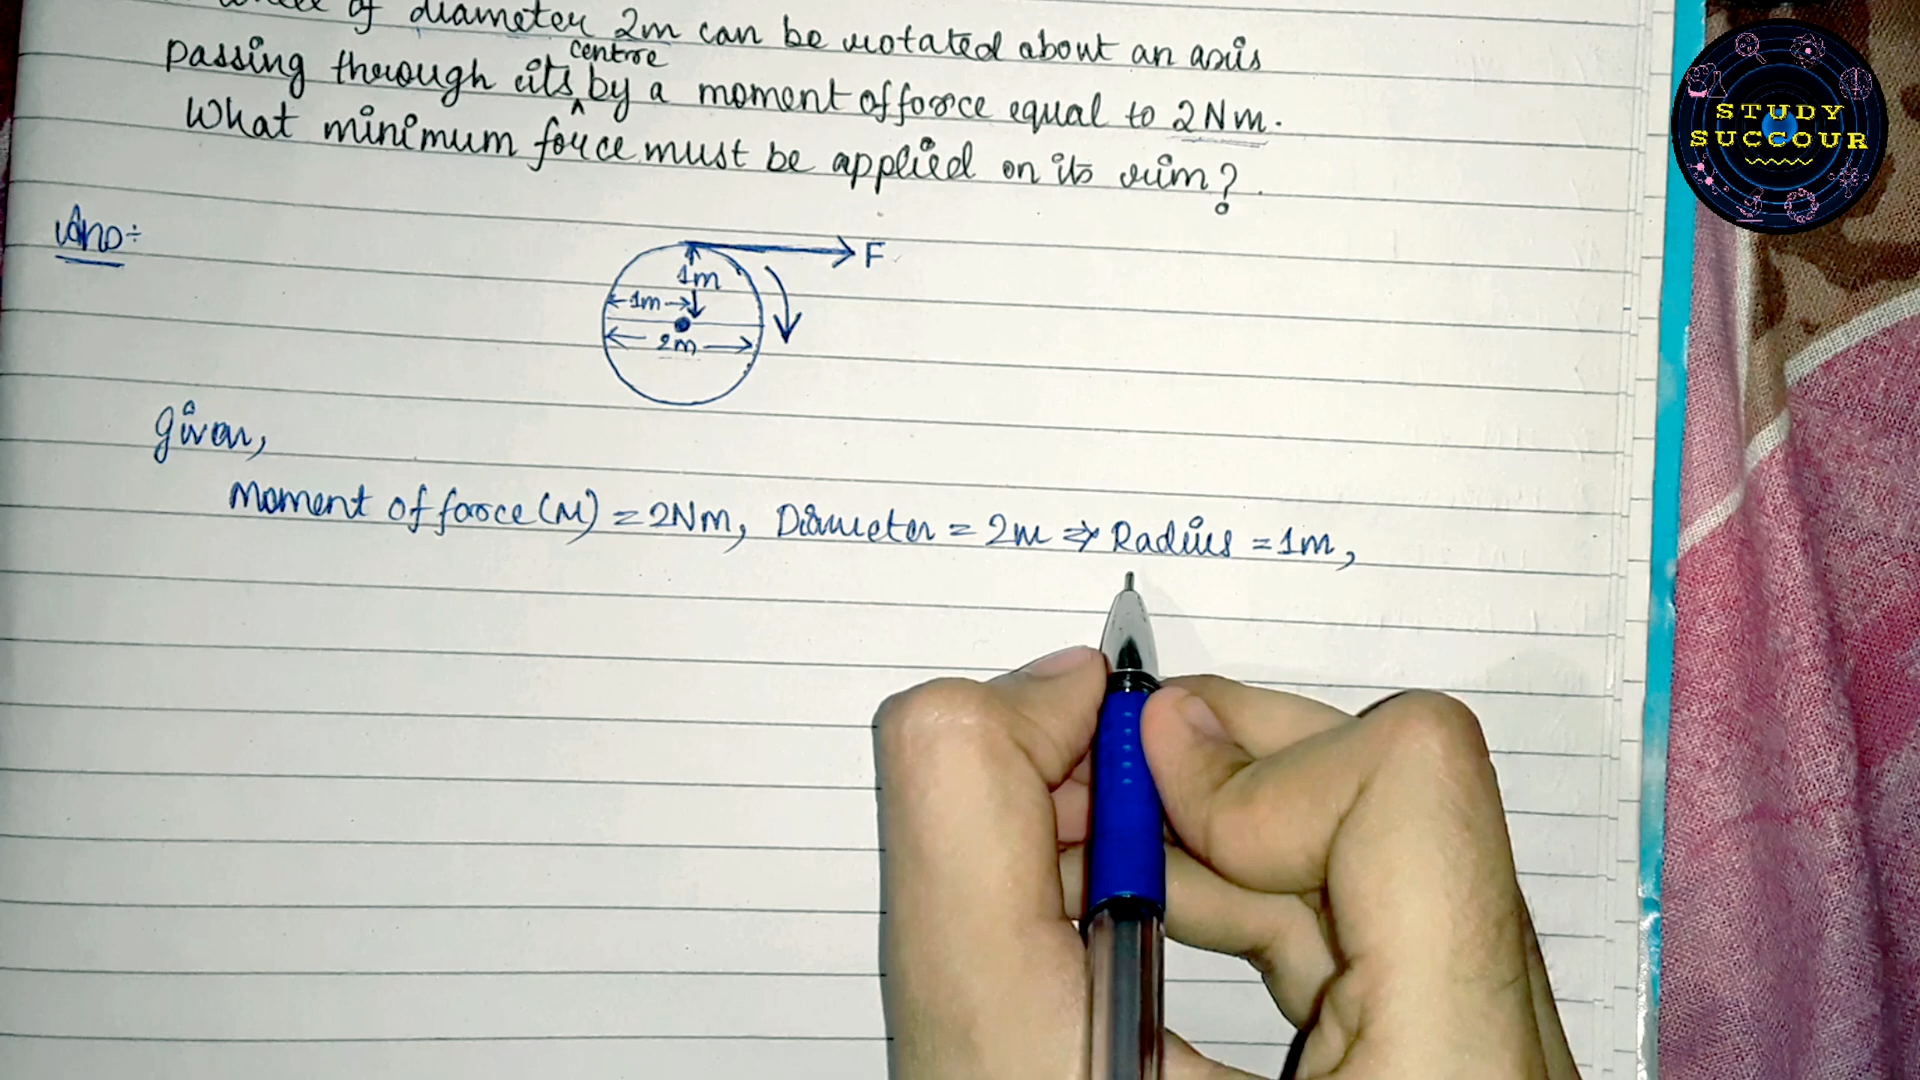 of diameter 2m can be rotated about an axis
centre
passing through its ^ by a moment of force equal to 2Nm.
What minimum force must be applied on its rim?
Ans:-
F
1m
1m
2m
given,
Moment of force (M) = 2Nm, Diameter = 2m ⇒ Radius = 1m,
STUDY
SUCCOUR